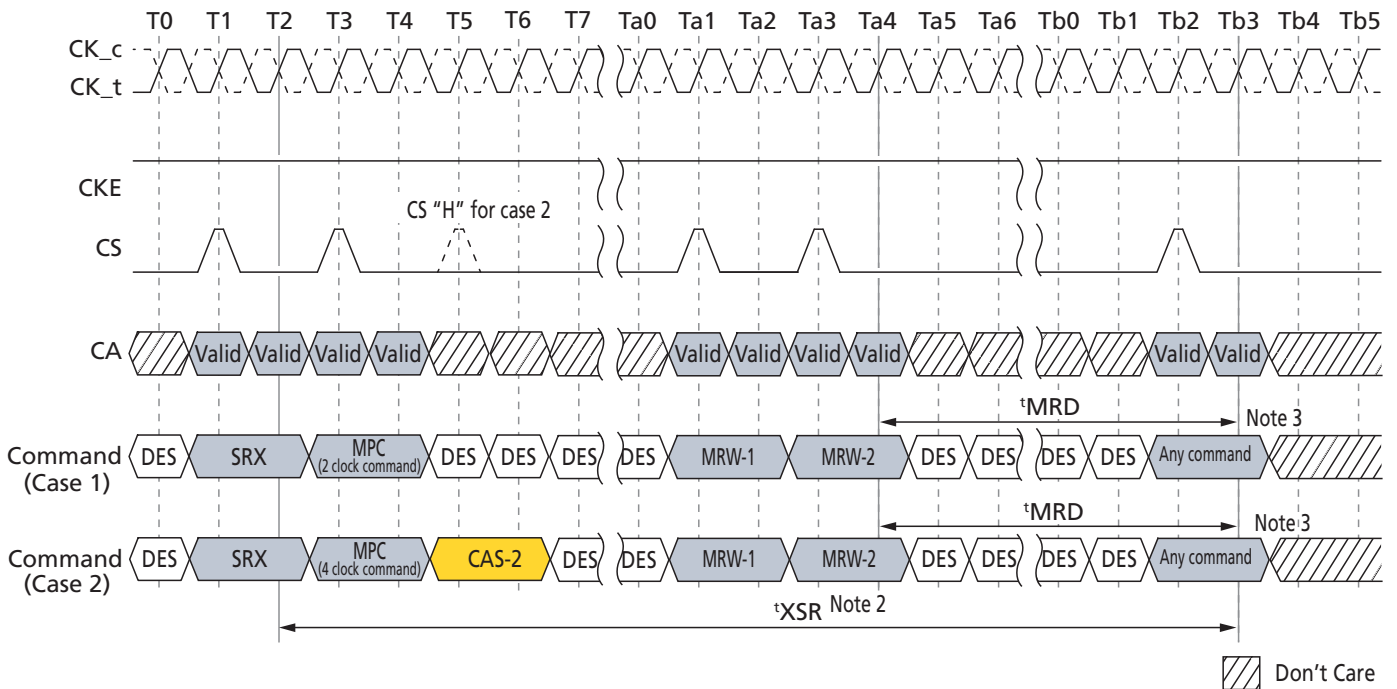 T0 T1 T2 T3 T4 T5 T6 T7 Ta0 Ta1 Ta2 Ta3 Ta4 Ta5 Ta6 Tb0 Tb1 Tb2 Tb3 Tb4 Tb5
CK_c
CK_t
CKE
CS "H" for case 2
CS
CA Valid Valid Valid Valid Valid Valid Valid Valid Valid Valid
tMRD Note 3
Command
(Case 1)
DES SRX MPC
(2 clock command)
DES DES DES DES MRW-1 MRW-2 DES DES DES DES Any command
tMRD Note 3
Command
(Case 2)
DES SRX MPC
(4 clock command)
CAS-2 DES DES MRW-1 MRW-2 DES DES DES DES Any command
tXSR Note 2
Don't Care